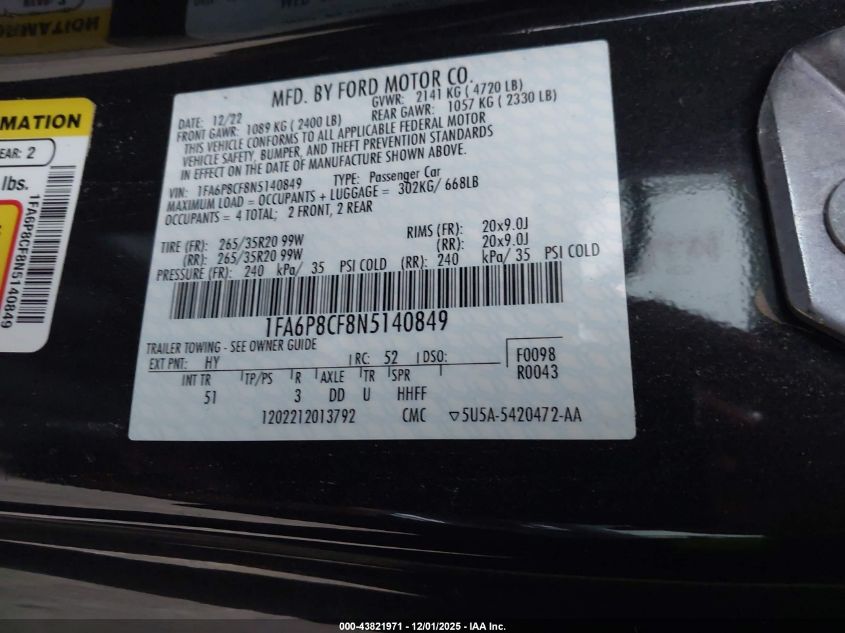 MATION
EAR: 2
lbs.
1FA6P8CF8N5140849
MFD. BY FORD MOTOR CO.
DATE: 12/22 GVWR: 2141 KG ( 4720 LB)
FRONT GAWR: 1089 KG ( 2400 LB) REAR GAWR: 1057 KG ( 2330 LB)
THIS VEHICLE CONFORMS TO ALL APPLICABLE FEDERAL MOTOR
VEHICLE SAFETY, BUMPER, AND THEFT PREVENTION STANDARDS
IN EFFECT ON THE DATE OF MANUFACTURE SHOWN ABOVE.
VIN: 1FA6P8CF8N5140849 TYPE: Passenger Car
MAXIMUM LOAD = OCCUPANTS + LUGGAGE = 302KG/ 668LB
OCCUPANTS = 4 TOTAL; 2 FRONT, 2 REAR
TIRE (FR): 265/35R20 99W RIMS (FR): 20x9.0J
(RR): 265/35R20 99W (RR): 20x9.0J
PRESSURE (FR): 240 kPa/ 35 PSI COLD (RR): 240 kPa/ 35 PSI COLD
1FA6P8CF8N5140849
TRAILER TOWING - SEE OWNER GUIDE
EXT PNT: HY RC: 52 DSO: F0098
R0043
INT TR TP/PS R AXLE TR SPR
51 3 DD U HHFF
1202212013792 CMC ▽5U5A-5420472-AA
000-43821971 - 12/01/2025 - IAA Inc.